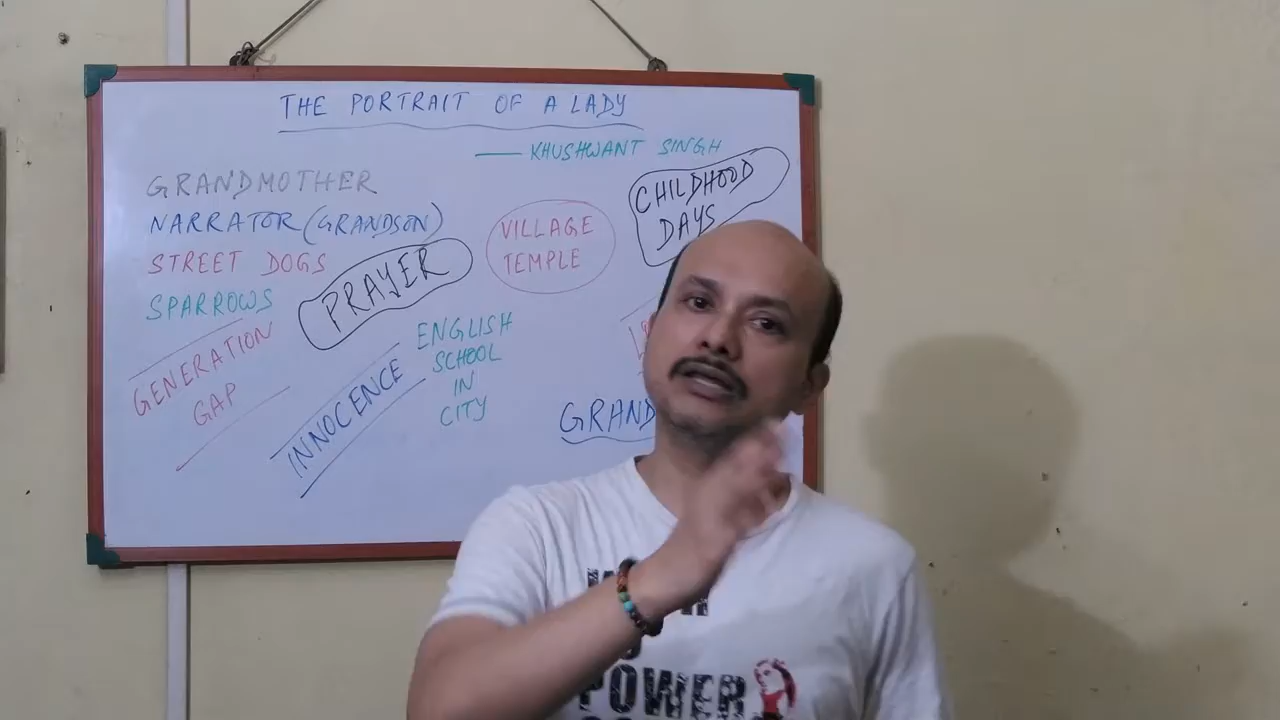 THE PORTRAIT OF A LADY
— KHUSHWANT SINGH
GRANDMOTHER
NARRATOR (GRANDSON)
STREET DOGS
SPARROWS
GENERATION
GAP
PRAYER
INNOCENCE
VILLAGE
TEMPLE
ENGLISH
SCHOOL
IN
CITY
CHILDHOOD
DAYS
GRAND
POWER